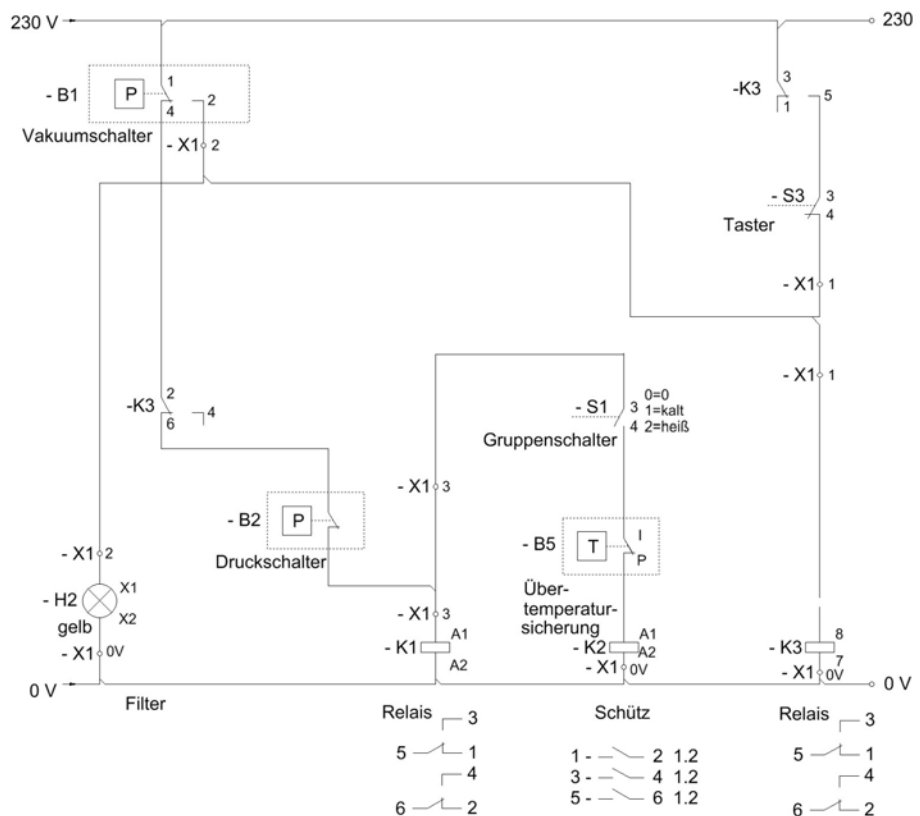 230 V
230
- B1
P
1
4
2
Vakuumschalter
- X1
2
-K3
3
1
5
- S3
3
4
Taster
- X1
1
- X1
1
-K3
2
6
4
- S1
3
4
0=0
1=kalt
2=heiß
Gruppenschalter
- X1
3
- B2
P
Druckschalter
- B5
T
I
P
Über-
temperatur-
sicherung
- X1
2
- H2
X1
X2
gelb
- X1
0V
- X1
3
- K1
A1
A2
- K2
A1
A2
- X1
0V
- K3
8
7
- X1
0V
0 V
0 V
Filter
Relais
Schütz
Relais
3
5
1
4
6
2
1 - 2 1.2
3 - 4 1.2
5 - 6 1.2
3
5
1
4
6
2